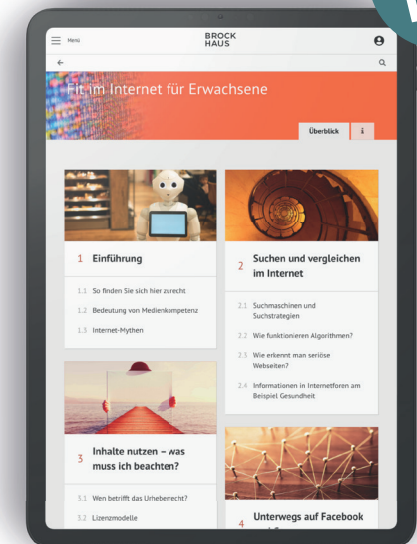 Menü
BROCK
HAUS
Fit im Internet für Erwachsene
Überblick
i
1 Einführung
1.1 So finden Sie sich hier zurecht
1.2 Bedeutung von Medienkompetenz
1.3 Internet-Mythen
2 Suchen und vergleichen
im Internet
2.1 Suchmaschinen und
Suchstrategien
2.2 Wie funktionieren Algorithmen?
2.3 Wie erkennt man seriöse
Webseiten?
2.4 Informationen in Internetforen am
Beispiel Gesundheit
3 Inhalte nutzen – was
muss ich beachten?
3.1 Wen betrifft das Urheberecht?
3.2 Lizenzmodelle
4 Unterwegs auf Facebook